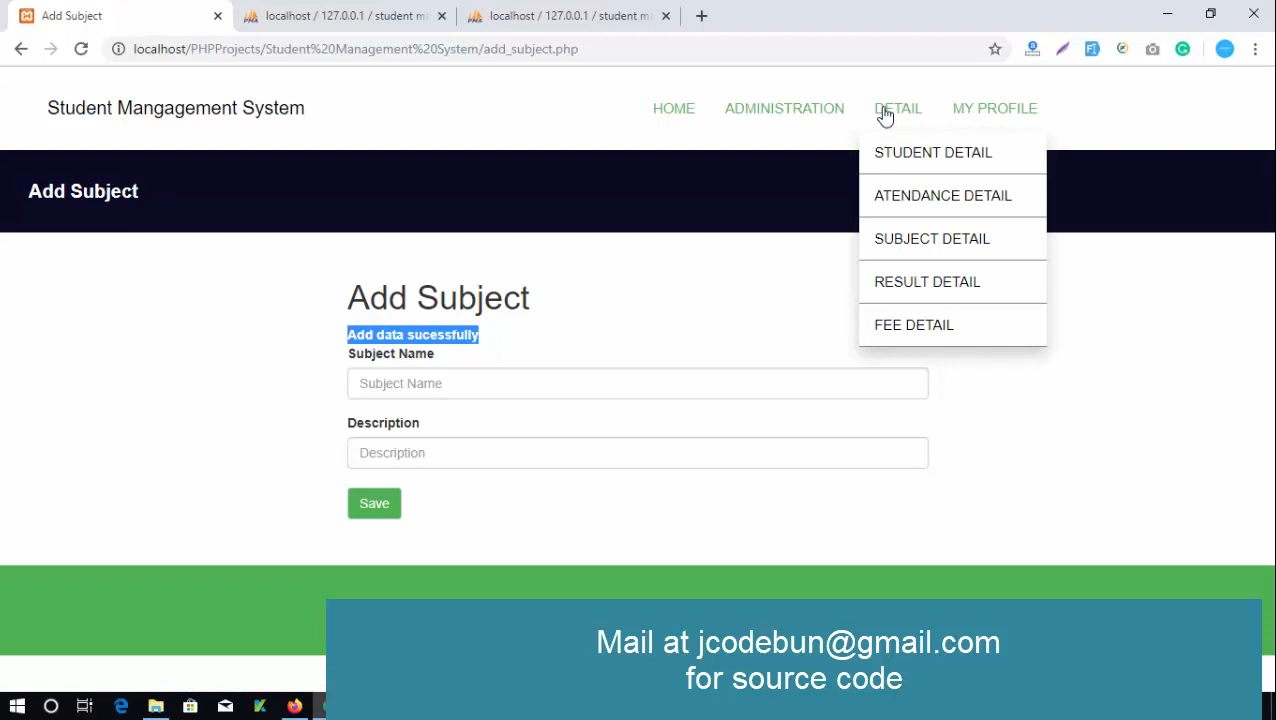 Add Subject
localhost / 127.0.0.1 / student m
localhost / 127.0.0.1 / student m
localhost/PHPProjects/Student%20Management%20System/add_subject.php
Student Mangagement System
HOME
ADMINISTRATION
DETAIL
MY PROFILE
STUDENT DETAIL
ATENDANCE DETAIL
SUBJECT DETAIL
RESULT DETAIL
FEE DETAIL
Add Subject
Add Subject
Add data sucessfully
Subject Name
Subject Name
Description
Description
Save
Mail at jcodebun@gmail.com
for source code